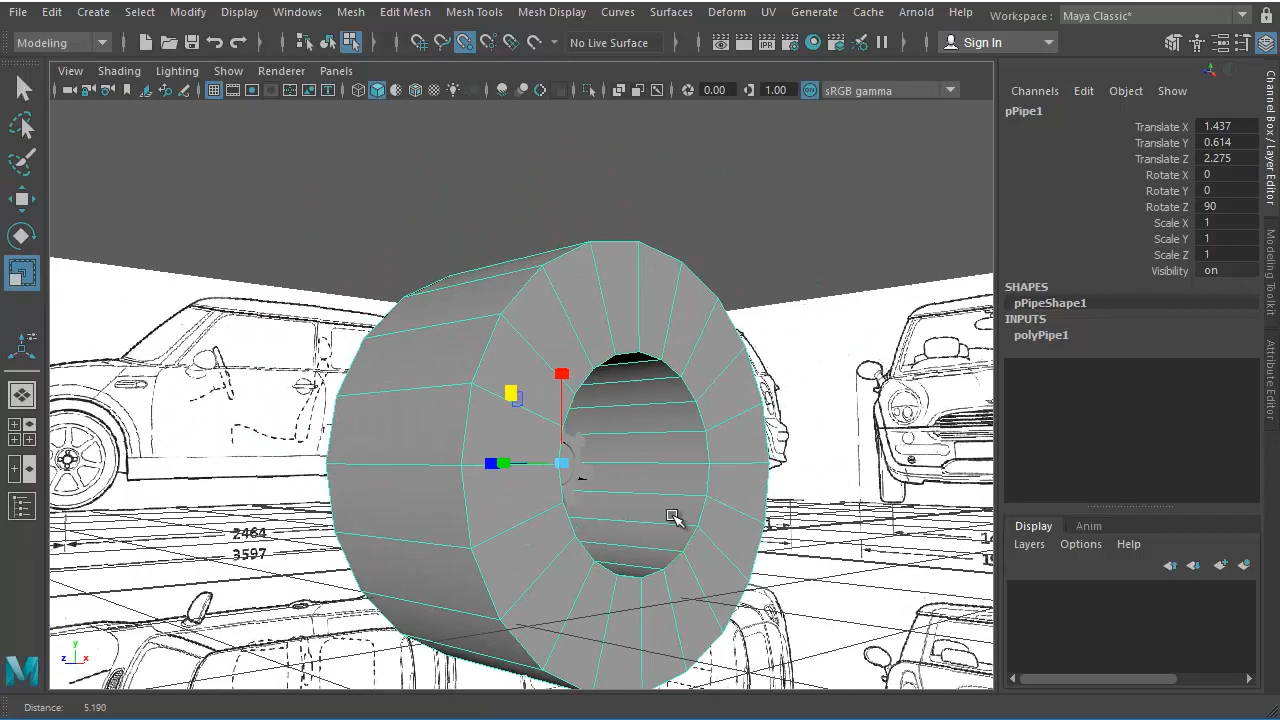 File Edit Create Select Modify Display Windows Mesh Edit Mesh Mesh Tools Mesh Display Curves Surfaces Deform UV Generate Cache Arnold Help Workspace : Maya Classic*
Modeling No Live Surface Sign In
View Shading Lighting Show Renderer Panels
0.00 1.00 sRGB gamma
Channels Edit Object Show
pPipe1
Translate X 1.437
Translate Y 0.614
Translate Z 2.275
Rotate X 0
Rotate Y 0
Rotate Z 90
Scale X 1
Scale Y 1
Scale Z 1
Visibility on
SHAPES
pPipeShape1
INPUTS
polyPipe1
Display Anim
Layers Options Help
Channel Box / Layer Editor
Modeling Toolkit
Attribute Editor
2464
3597
y
z x
Distance: 5.190